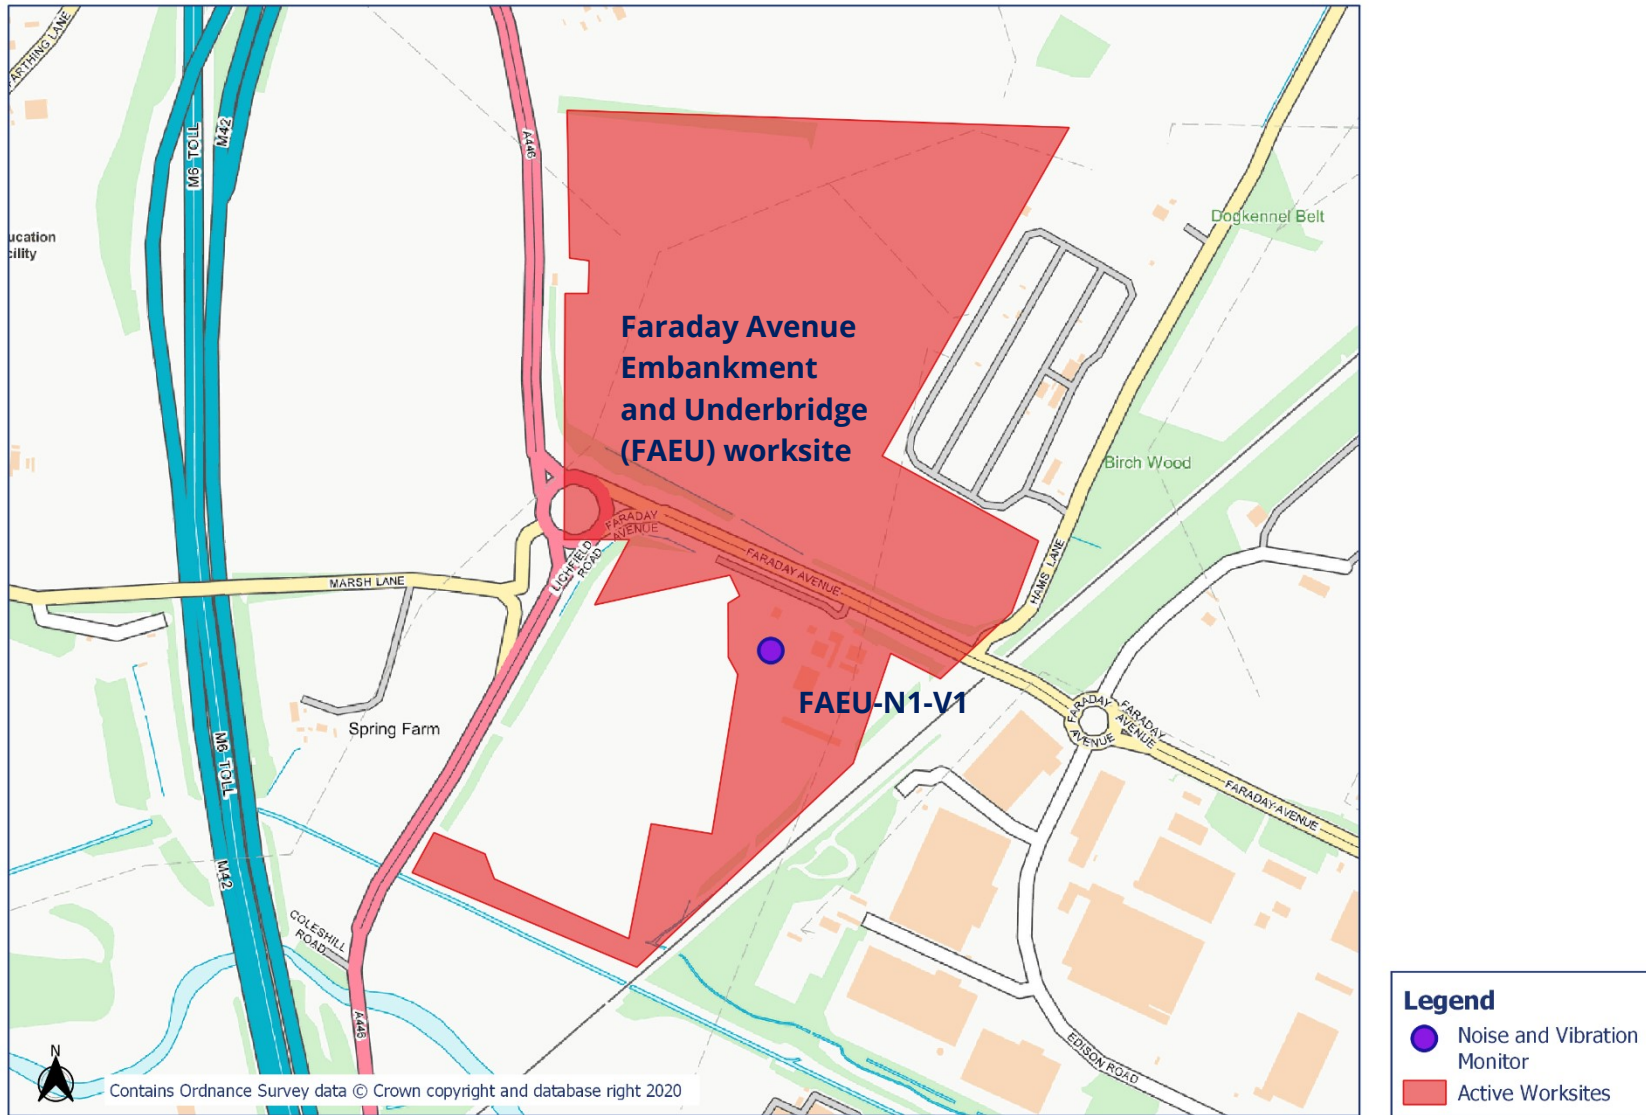 ARTHING LANE
M6 TOLL
M42
A446
ucation
cility
Dogkennel Belt
Faraday Avenue
Embankment
and Underbridge
(FAEU) worksite
Birch Wood
FARADAY
AVENUE
LICHFIELD
ROAD
FARADAY AVENUE
HAMS LANE
MARSH LANE
FAEU-N1-V1
Spring Farm
FARADAY
AVENUE
FARADAY
AVENUE
M6 TOLL
FARADAY AVENUE
M42
COLESHILL
ROAD
A446
EDISON ROAD
N
Contains Ordnance Survey data © Crown copyright and database right 2020
Legend
Noise and Vibration
Monitor
Active Worksites